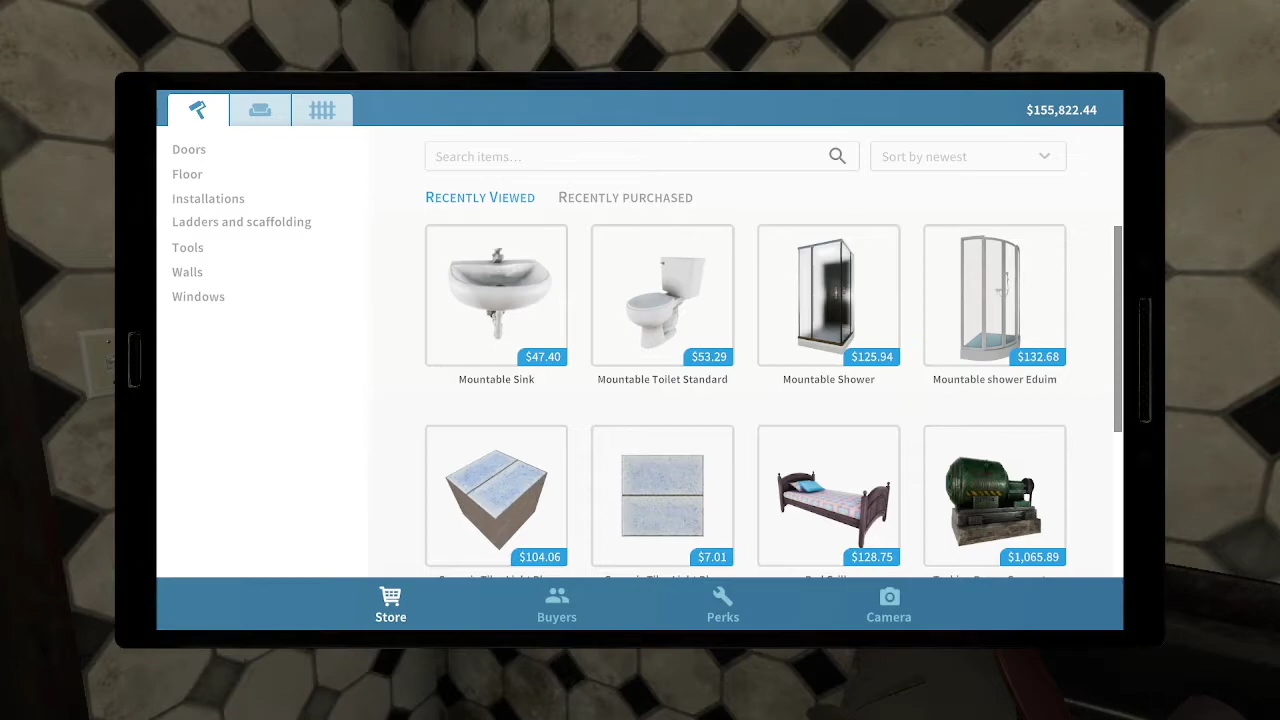 $155,822.44
Doors
Floor
Installations
Ladders and scaffolding
Tools
Walls
Windows
Search items...
Sort by newest
RECENTLY VIEWED
RECENTLY PURCHASED
$47.40
$53.29
$125.94
$132.68
Mountable Sink
Mountable Toilet Standard
Mountable Shower
Mountable shower Eduim
$104.06
$7.01
$128.75
$1,065.89
Store
Buyers
Perks
Camera